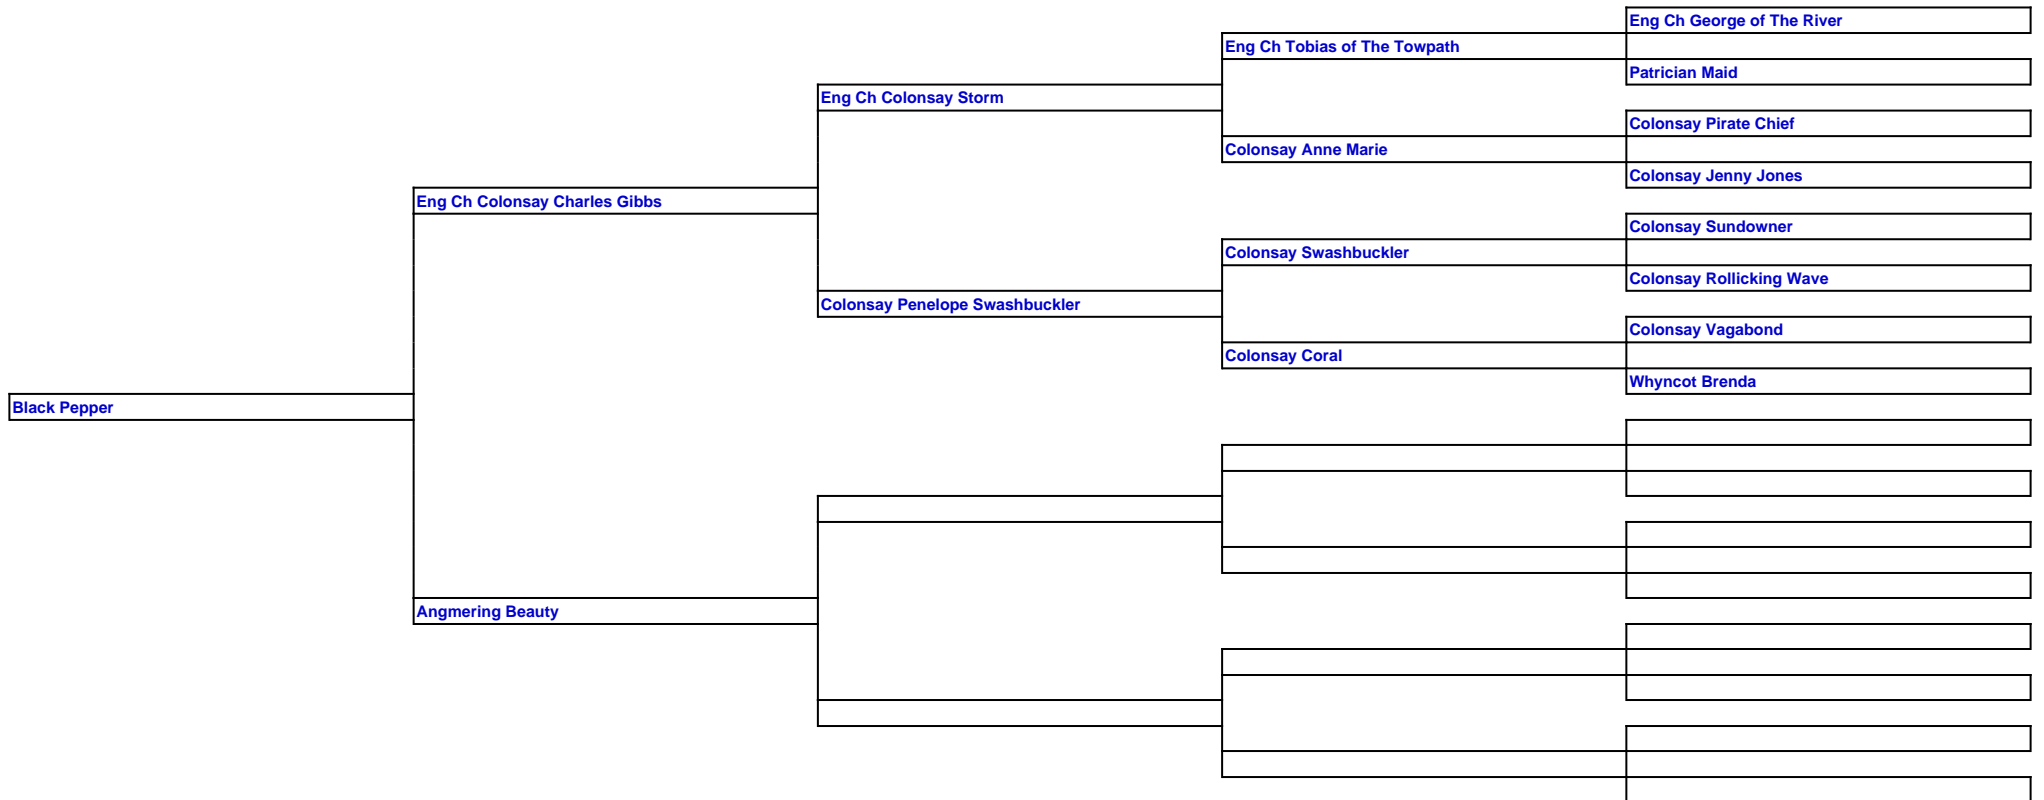 Eng Ch George of The River
Eng Ch Tobias of The Towpath
Patrician Maid
Eng Ch Colonsay Storm
Colonsay Pirate Chief
Colonsay Anne Marie
Colonsay Jenny Jones
Eng Ch Colonsay Charles Gibbs
Colonsay Sundowner
Colonsay Swashbuckler
Colonsay Rollicking Wave
Colonsay Penelope Swashbuckler
Colonsay Vagabond
Colonsay Coral
Whyncot Brenda
Black Pepper
Angmering Beauty